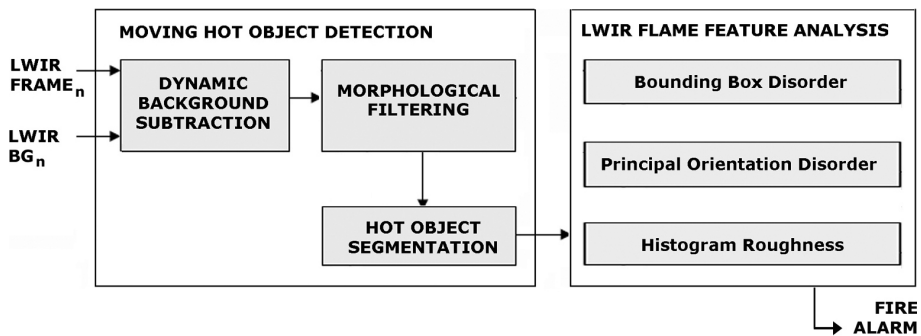 MOVING HOT OBJECT DETECTION
LWIR
FRAMEn
LWIR
BGn
DYNAMIC
BACKGROUND
SUBTRACTION
MORPHOLOGICAL
FILTERING
HOT OBJECT
SEGMENTATION
LWIR FLAME FEATURE ANALYSIS
Bounding Box Disorder
Principal Orientation Disorder
Histogram Roughness
FIRE
ALARM